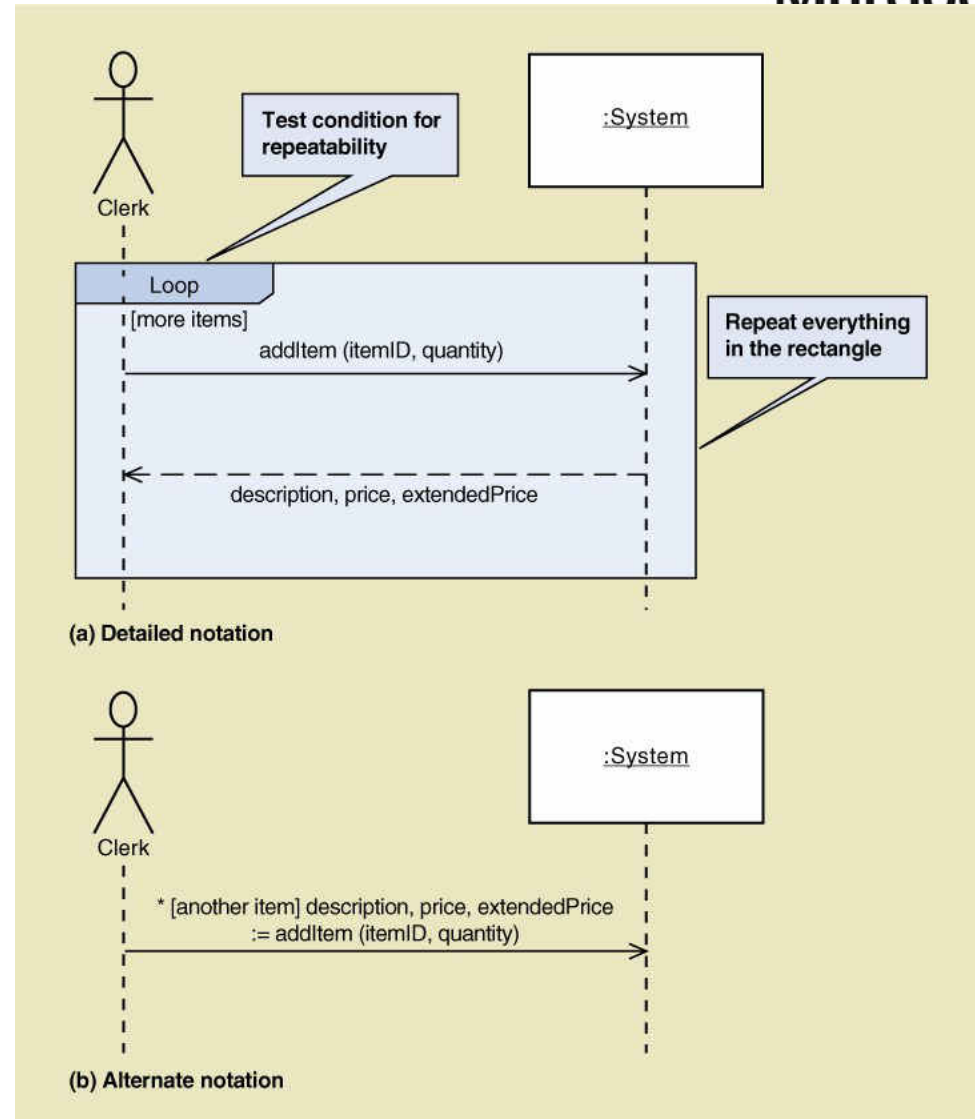 :System
Test condition for
repeatability
Clerk
Loop
[more items]
addItem (itemID, quantity)
Repeat everything
in the rectangle
description, price, extendedPrice
(a) Detailed notation
:System
Clerk
* [another item] description, price, extendedPrice
:= addItem (itemID, quantity)
(b) Alternate notation